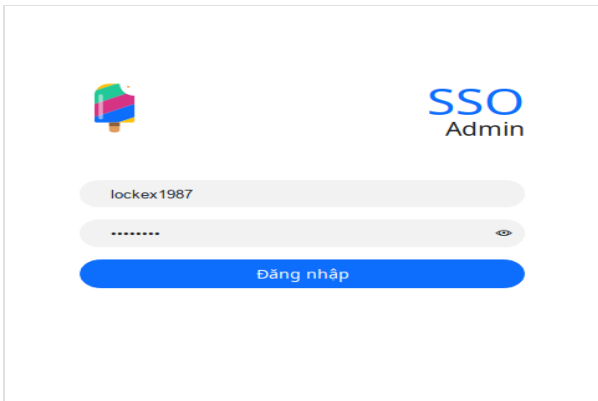 SSO
Admin
lockex1987
••••••••
Đăng nhập